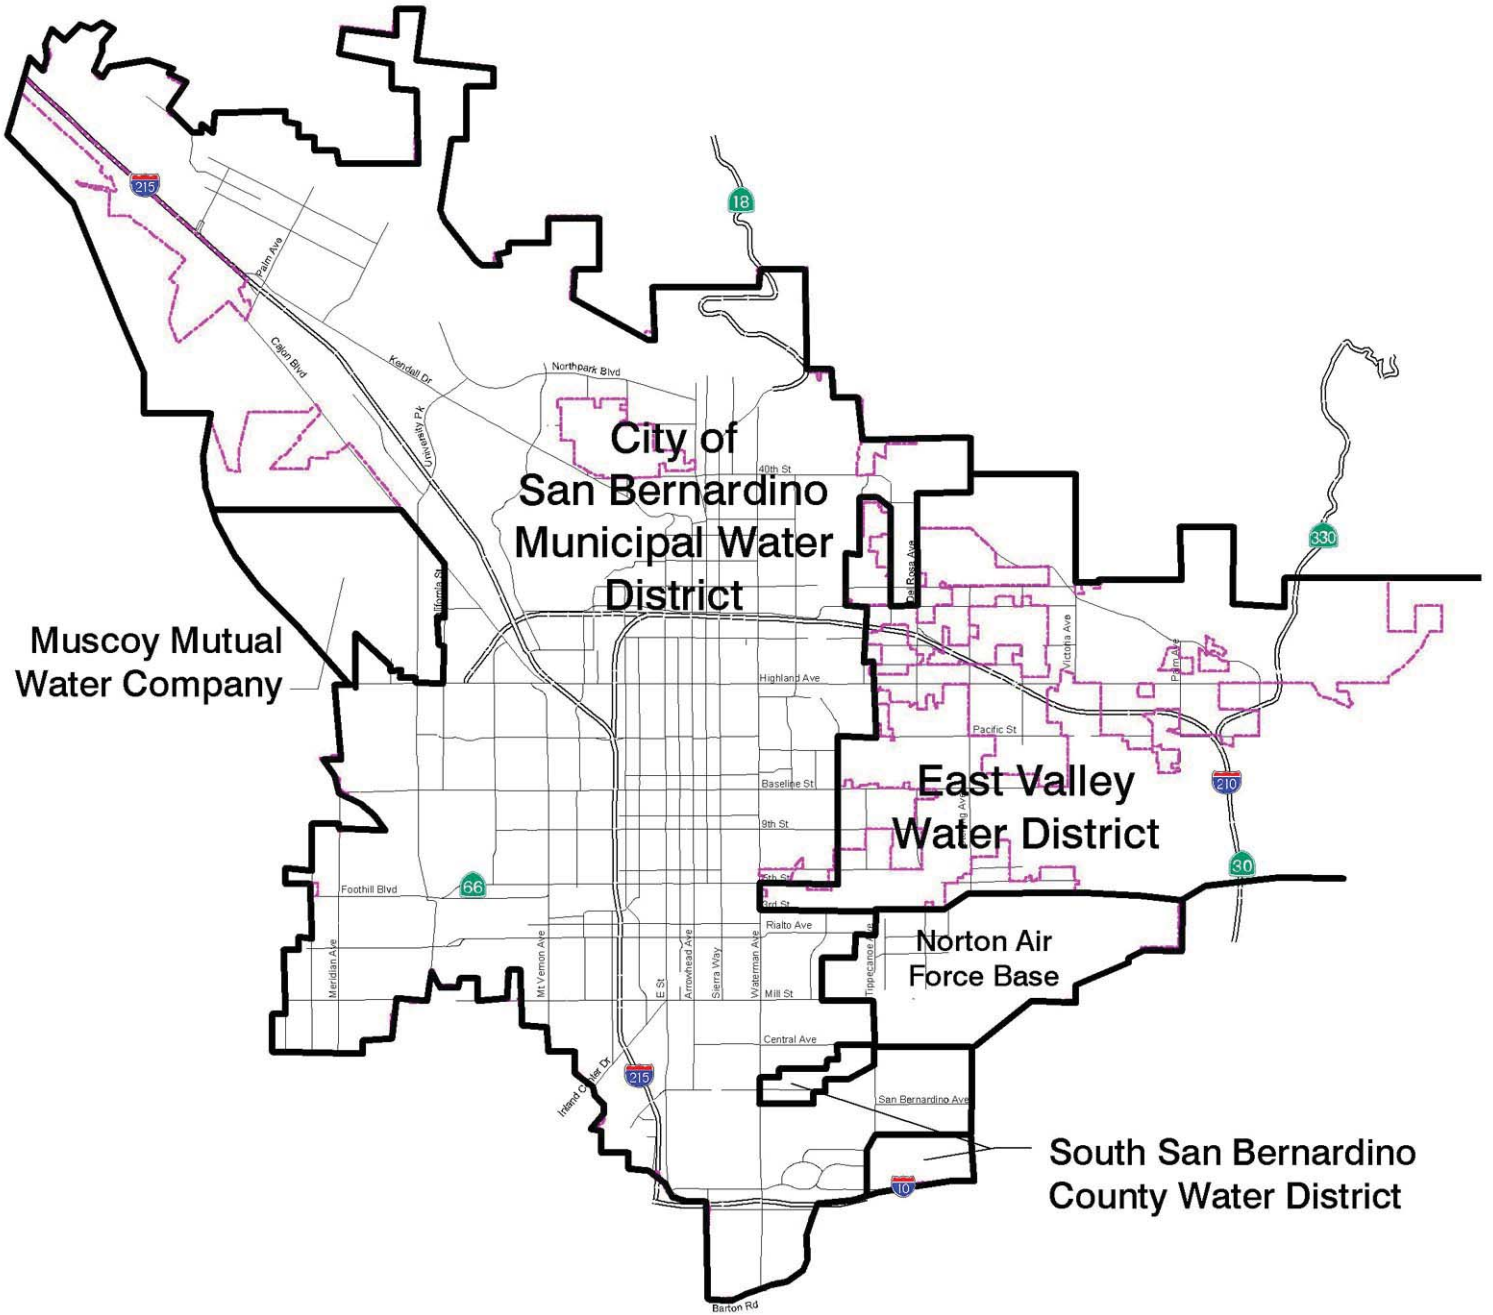 215
18
Palm Ave
Cajon Blvd
Kendall Dr
Northpark Blvd
University Pk
City of
San Bernardino
Municipal Water
District
40th St
330
Del Rosa Ave
Muscoy Mutual
Water Company
Victoria Ave
Palm Ave
Highland Ave
Pacific St
East Valley
Water District
Baseline St
210
9th St
30
5th St
66
Foothill Blvd
3rd St
Rialto Ave
Meridian Ave
Mt Vernon Ave
E St
Arrowhead Ave
Sierra Way
Waterman Ave
Tippecanoe Ave
Norton Air
Force Base
Mill St
Central Ave
215
Inland Center Dr
San Bernardino Ave
South San Bernardino
County Water District
10
Barton Rd